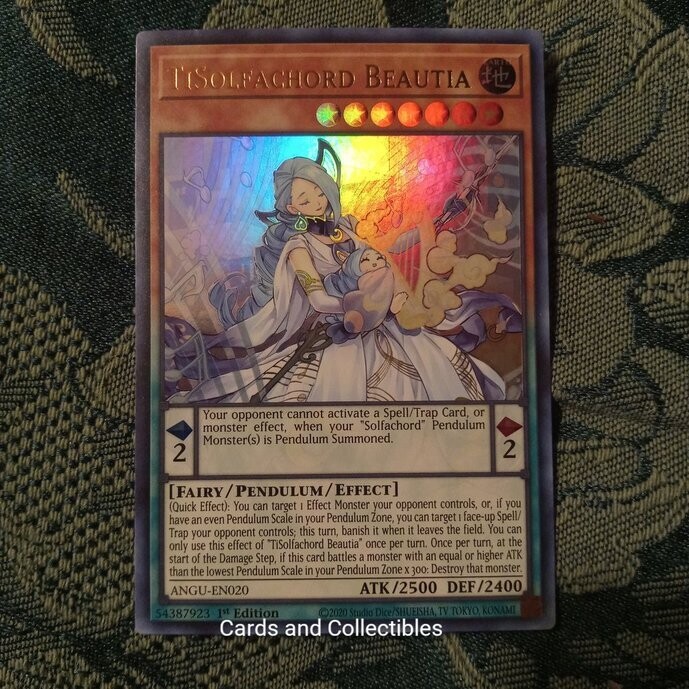 TiSolfachord Beautia
EARTH
地
Your opponent cannot activate a Spell/Trap Card, or
monster effect, when your "Solfachord" Pendulum
Monster(s) is Pendulum Summoned.
2
2
[Fairy/Pendulum/Effect]
(Quick Effect): You can target 1 Effect Monster your opponent controls, or, if you
have an even Pendulum Scale in your Pendulum Zone, you can target 1 face-up Spell/
Trap your opponent controls; this turn, banish it when it leaves the field. You can
only use this effect of "TiSolfachord Beautia" once per turn. Once per turn, at the
start of the Damage Step, if this card battles a monster with an equal or higher ATK
than the lowest Pendulum Scale in your Pendulum Zone x 300: Destroy that monster.
ANGU-EN020 ATK/2500 DEF/2400
54387923 1st Edition ©2020 Studio Dice/SHUEISHA, TV TOKYO, KONAMI
Cards and Collectibles